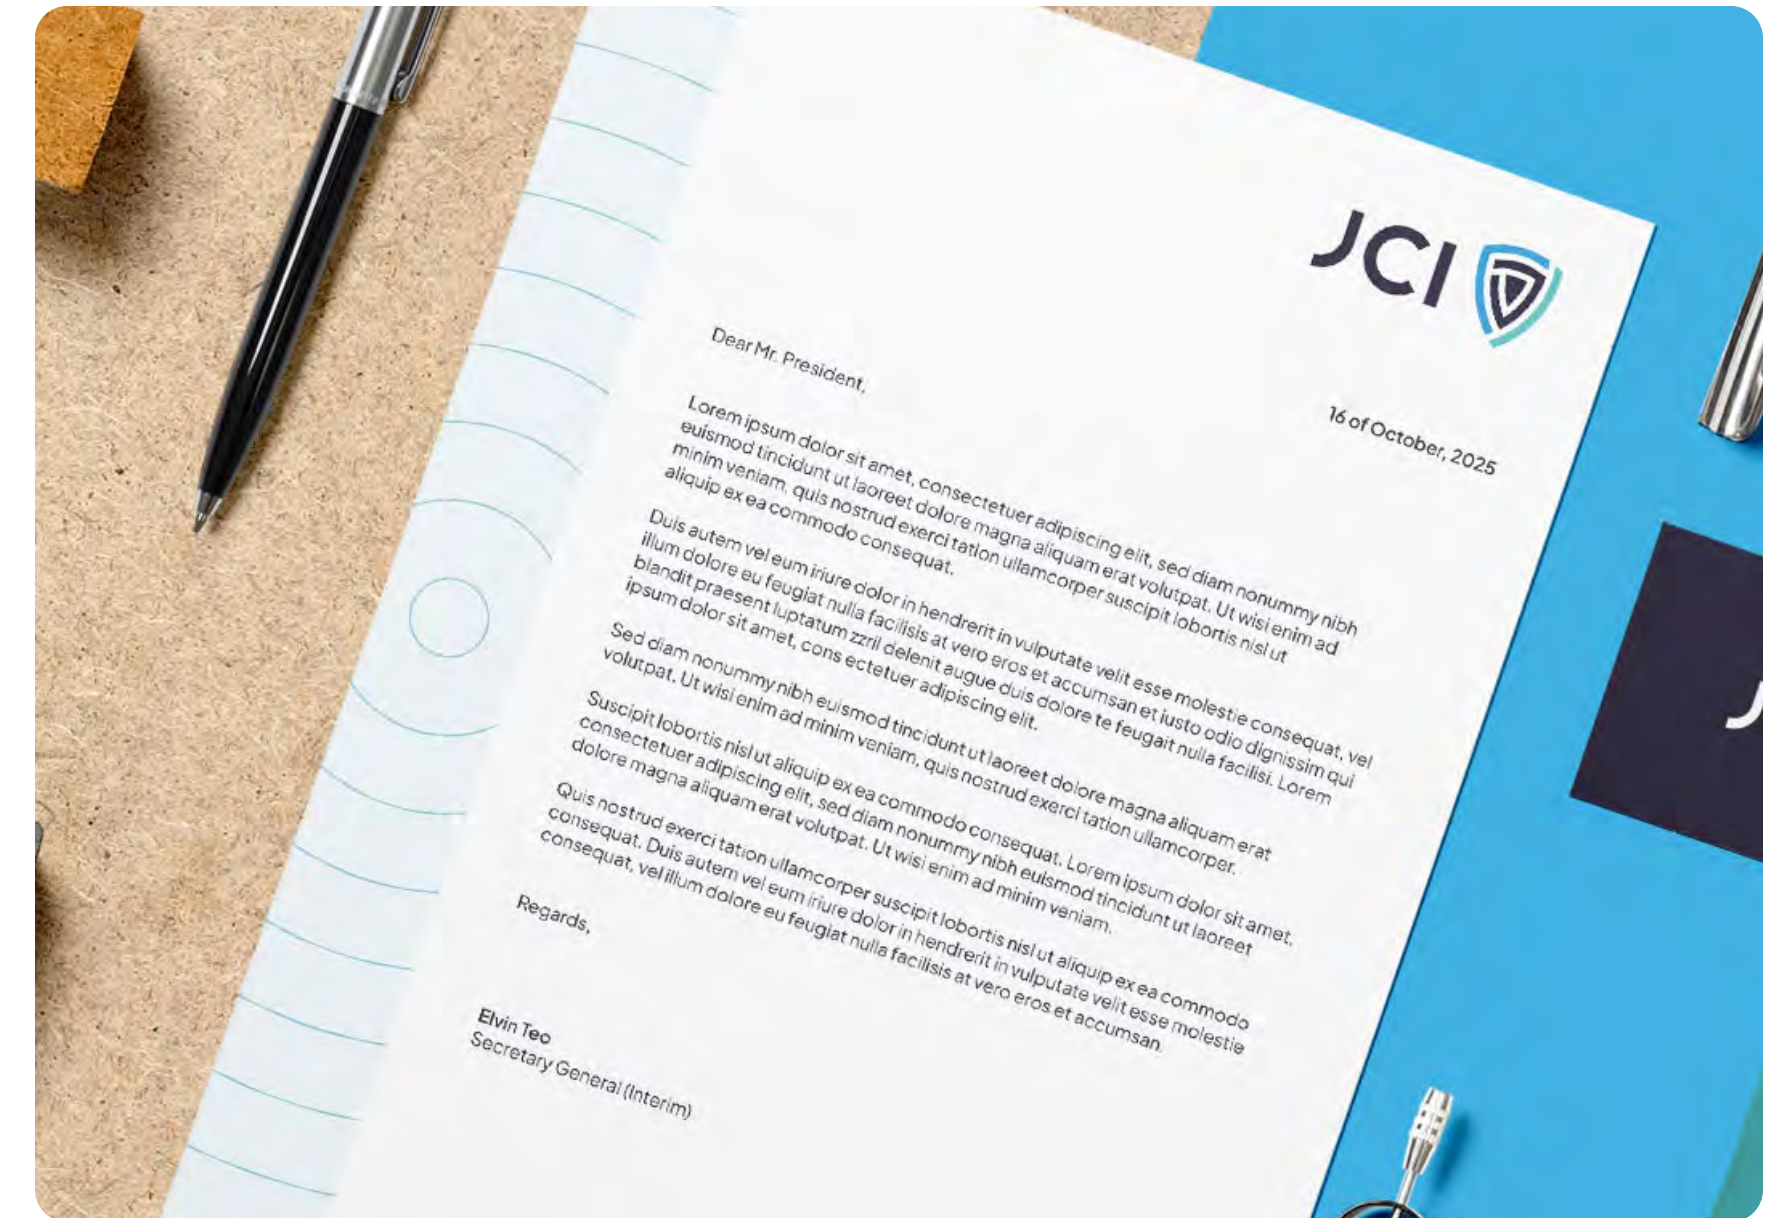 JCI
Dear Mr. President,
16 of October, 2025
Lorem ipsum dolor sit amet, consectetuer adipiscing elit, sed diam nonummy nibh
euismod tincidunt ut laoreet dolore magna aliquam erat volutpat. Ut wisi enim ad
minim veniam, quis nostrud exerci tation ullamcorper suscipit lobortis nisl ut
aliquip ex ea commodo consequat.
Duis autem vel eum iriure dolor in hendrerit in vulputate velit esse molestie consequat, vel
illum dolore eu feugiat nulla facilisis at vero eros et accumsan et iusto odio dignissim qui
blandit praesent luptatum zzril delenit augue duis dolore te feugait nulla facilisi. Lorem
ipsum dolor sit amet, cons ectetuer adipiscing elit.
Sed diam nonummy nibh euismod tincidunt ut laoreet dolore magna aliquam erat
volutpat. Ut wisi enim ad minim veniam, quis nostrud exerci tation ullamcorper.
Suscipit lobortis nisl ut aliquip ex ea commodo consequat. Lorem ipsum dolor sit amet,
consectetuer adipiscing elit, sed diam nonummy nibh euismod tincidunt ut laoreet
dolore magna aliquam erat volutpat. Ut wisi enim ad minim veniam.
Quis nostrud exerci tation ullamcorper suscipit lobortis nisl ut aliquip ex ea commodo
consequat. Duis autem vel eum iriure dolor in hendrerit in vulputate velit esse molestie
consequat, vel illum dolore eu feugiat nulla facilisis at vero eros et accumsan.
Regards,
Elvin Teo
Secretary General (Interim)
J